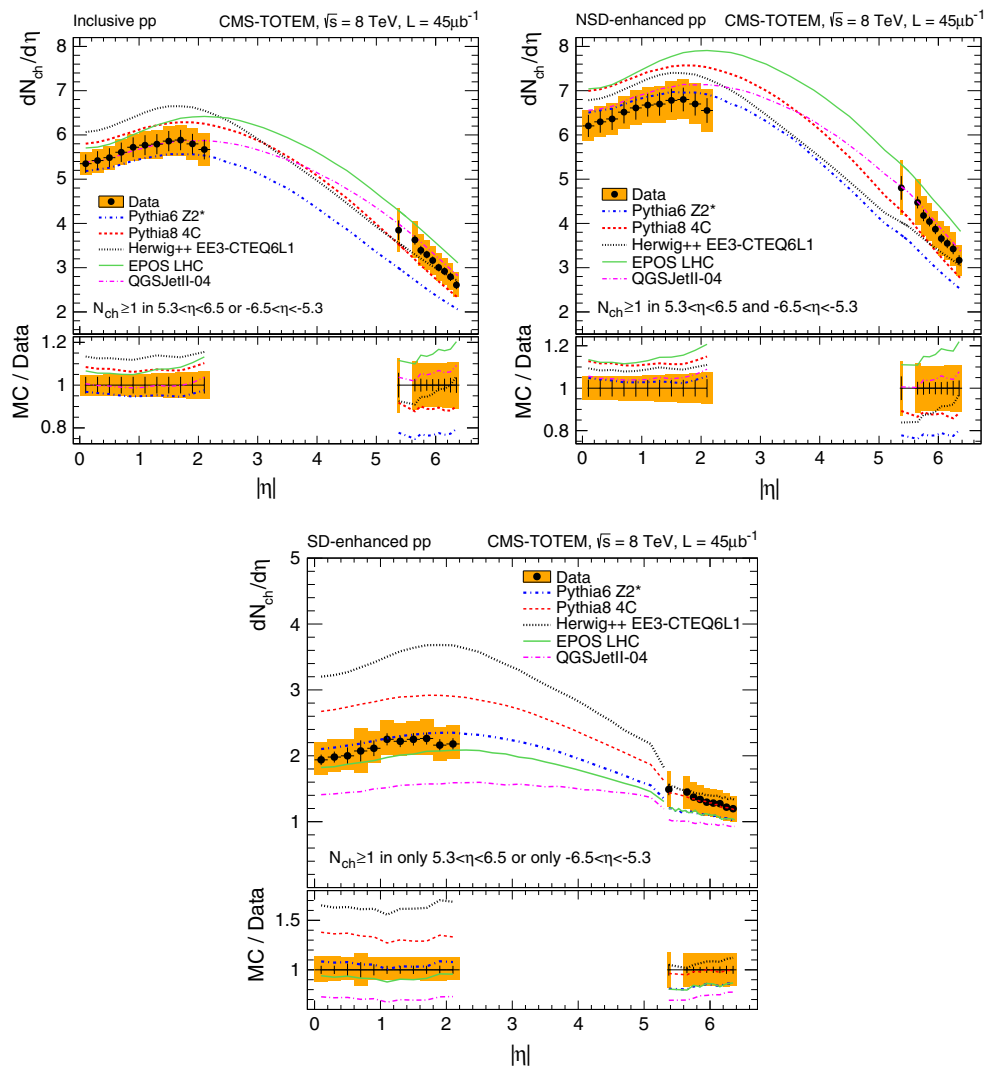 Inclusive pp CMS-TOTEM, √s = 8 TeV, L = 45μb⁻¹
dN_ch/dη
8
7
6
5
4
3
2
Data
Pythia6 Z2*
Pythia8 4C
Herwig++ EE3-CTEQ6L1
EPOS LHC
QGSJetII-04
N_ch≥1 in 5.3<η<6.5 or -6.5<η<-5.3
MC / Data
1.2
1
0.8
0 1 2 3 4 5 6
|η|
NSD-enhanced pp CMS-TOTEM, √s = 8 TeV, L = 45μb⁻¹
dN_ch/dη
8
7
6
5
4
3
2
Data
Pythia6 Z2*
Pythia8 4C
Herwig++ EE3-CTEQ6L1
EPOS LHC
QGSJetII-04
N_ch≥1 in 5.3<η<6.5 and -6.5<η<-5.3
MC / Data
1.2
1
0.8
0 1 2 3 4 5 6
|η|
SD-enhanced pp CMS-TOTEM, √s = 8 TeV, L = 45μb⁻¹
dN_ch/dη
5
4
3
2
1
Data
Pythia6 Z2*
Pythia8 4C
Herwig++ EE3-CTEQ6L1
EPOS LHC
QGSJetII-04
N_ch≥1 in only 5.3<η<6.5 or only -6.5<η<-5.3
MC / Data
1.5
1
0 1 2 3 4 5 6
|η|